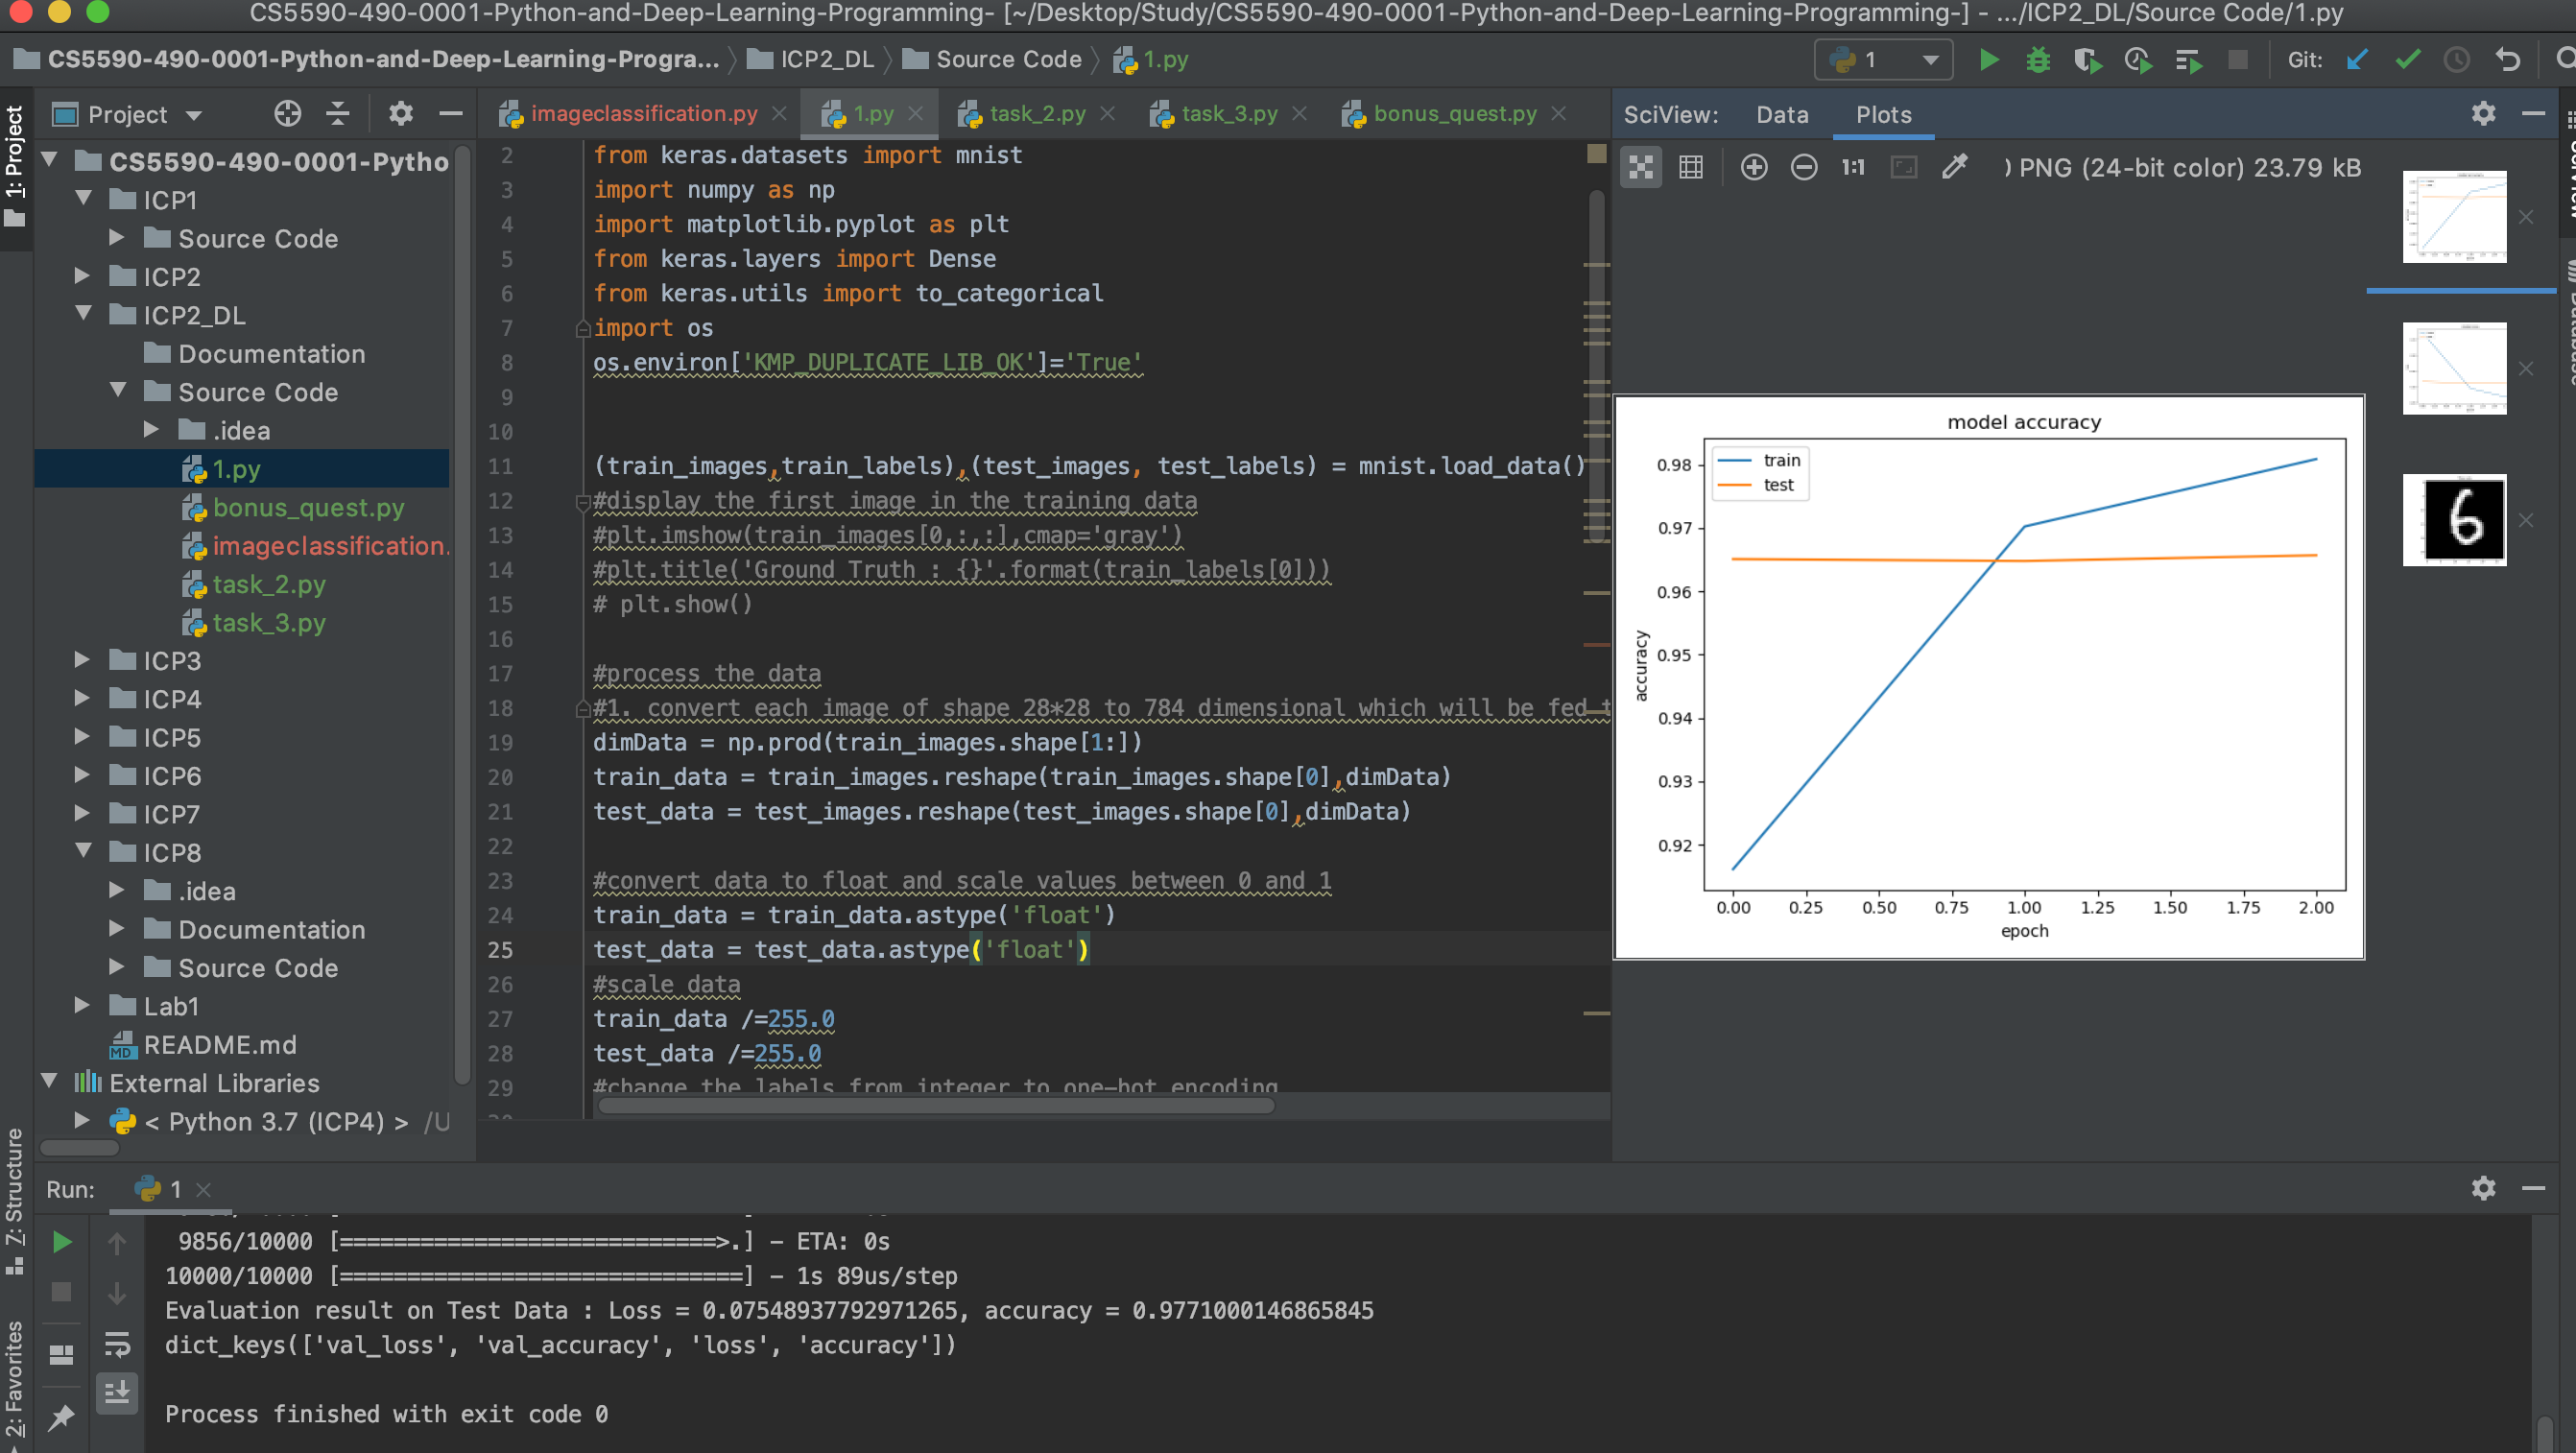 CS5590-490-0001-Python-and-Deep-Learning-Programming- [~/Desktop/Study/CS5590-490-0001-Python-and-Deep-Learning-Programming-] - .../ICP2_DL/Source Code/1.py
CS5590-490-0001-Python-and-Deep-Learning-Progra... ICP2_DL Source Code 1.py
1 Git:
1: Project
Z: Structure
2: Favorites
Project
CS5590-490-0001-Pytho
ICP1
Source Code
ICP2
ICP2_DL
Documentation
Source Code
.idea
1.py
bonus_quest.py
imageclassification.
task_2.py
task_3.py
ICP3
ICP4
ICP5
ICP6
ICP7
ICP8
.idea
Documentation
Source Code
Lab1
README.md
External Libraries
< Python 3.7 (ICP4) > /U
imageclassification.py 1.py task_2.py task_3.py bonus_quest.py
2 from keras.datasets import mnist
3 import numpy as np
4 import matplotlib.pyplot as plt
5 from keras.layers import Dense
6 from keras.utils import to_categorical
7 import os
8 os.environ['KMP_DUPLICATE_LIB_OK']='True'
9
10
11 (train_images,train_labels),(test_images, test_labels) = mnist.load_data()
12 #display the first image in the training data
13 #plt.imshow(train_images[0,:,:],cmap='gray')
14 #plt.title('Ground Truth : {}'.format(train_labels[0]))
15 # plt.show()
16
17 #process the data
18 #1. convert each image of shape 28*28 to 784 dimensional which will be fed t
19 dimData = np.prod(train_images.shape[1:])
20 train_data = train_images.reshape(train_images.shape[0],dimData)
21 test_data = test_images.reshape(test_images.shape[0],dimData)
22
23 #convert data to float and scale values between 0 and 1
24 train_data = train_data.astype('float')
25 test_data = test_data.astype('float')
26 #scale data
27 train_data /=255.0
28 test_data /=255.0
29 #change the labels from integer to one-hot encoding
SciView: Data Plots
1:1 PNG (24-bit color) 23.79 kB
model accuracy
train
test
0.98
0.97
0.96
0.95
0.94
0.93
0.92
accuracy
0.00 0.25 0.50 0.75 1.00 1.25 1.50 1.75 2.00
epoch
6
Run: 1
9856/10000 [============================>.] - ETA: 0s
10000/10000 [==============================] - 1s 89us/step
Evaluation result on Test Data : Loss = 0.07548937792971265, accuracy = 0.9771000146865845
dict_keys(['val_loss', 'val_accuracy', 'loss', 'accuracy'])
Process finished with exit code 0